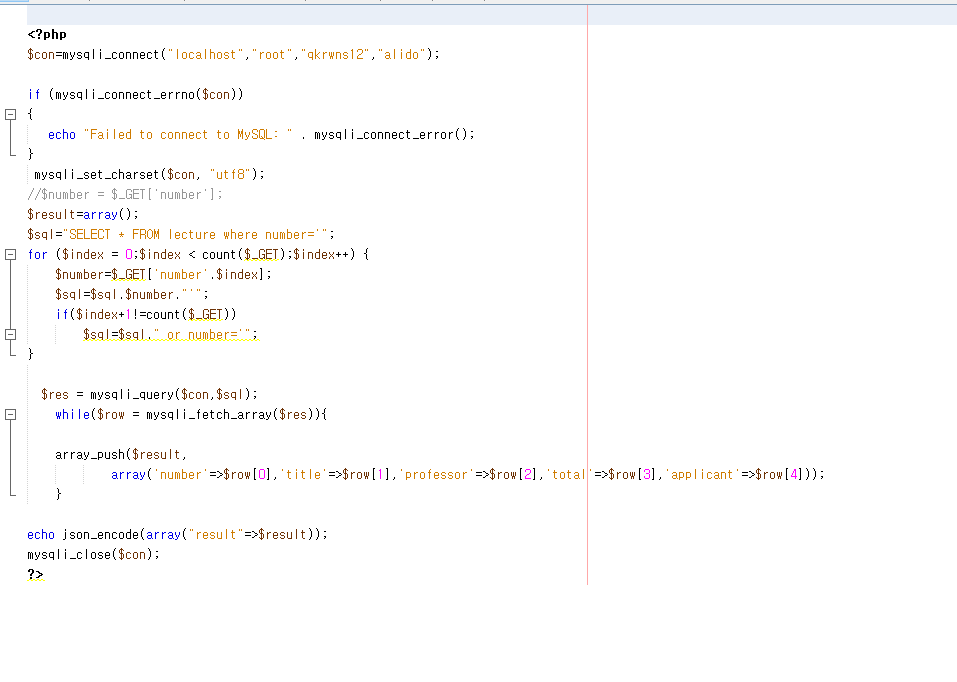 <?php
$con=mysqli_connect("localhost","root","qkrwns12","alido");
if (mysqli_connect_errno($con))
{
echo "Failed to connect to MySQL: " . mysqli_connect_error();
}
mysqli_set_charset($con, "utf8");
//$number = $_GET['number'];
$result=array();
$sql="SELECT * FROM lecture where number='";
for ($index = 0;$index < count($_GET);$index++) {
$number=$_GET['number'.$index];
$sql=$sql.$number."'";
if($index+1!=count($_GET))
$sql=$sql." or number='";
}
$res = mysqli_query($con,$sql);
while($row = mysqli_fetch_array($res)){
array_push($result,
array('number'=>$row[0],'title'=>$row[1],'professor'=>$row[2],'total'=>$row[3],'applicant'=>$row[4]));
}
echo json_encode(array("result"=>$result));
mysqli_close($con);
?>